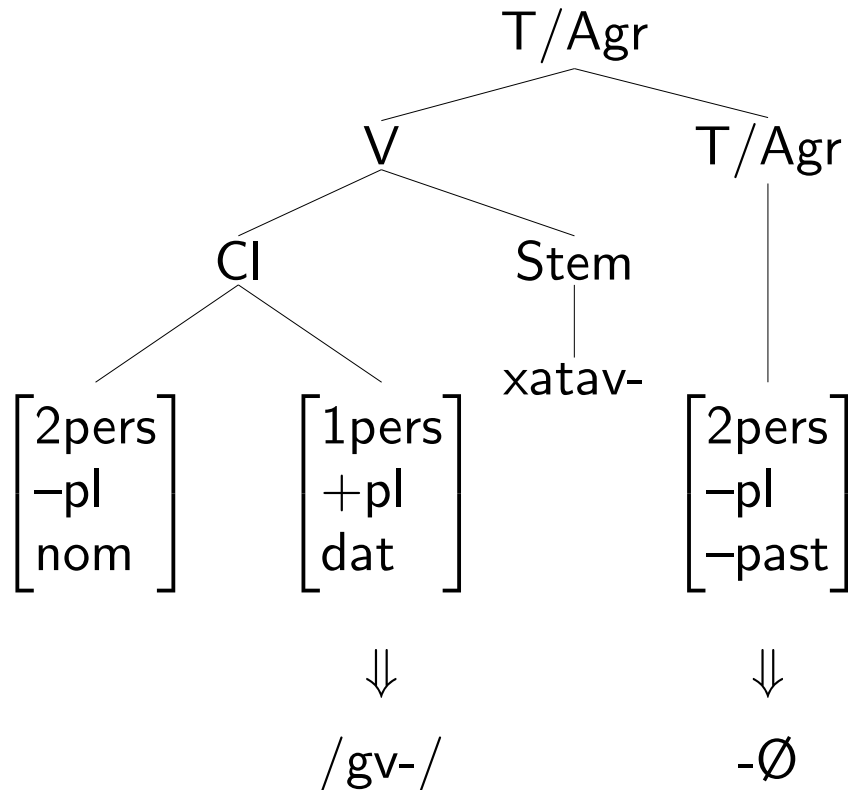 T/Agr
V T/Agr
Cl Stem
xatav-
2pers 1pers 2pers
–pl +pl –pl
nom dat –past
⇓ ⇓
/gv-/ -Ø